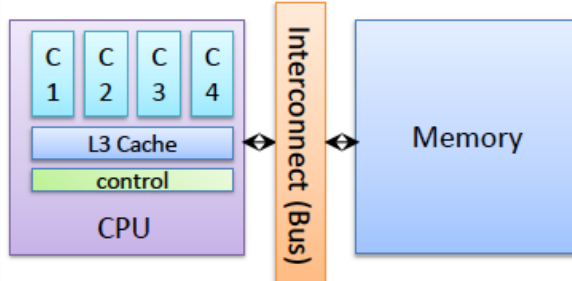 C C C C
1 2 3 4
L3 Cache
control
CPU
Interconnect (Bus)
Memory